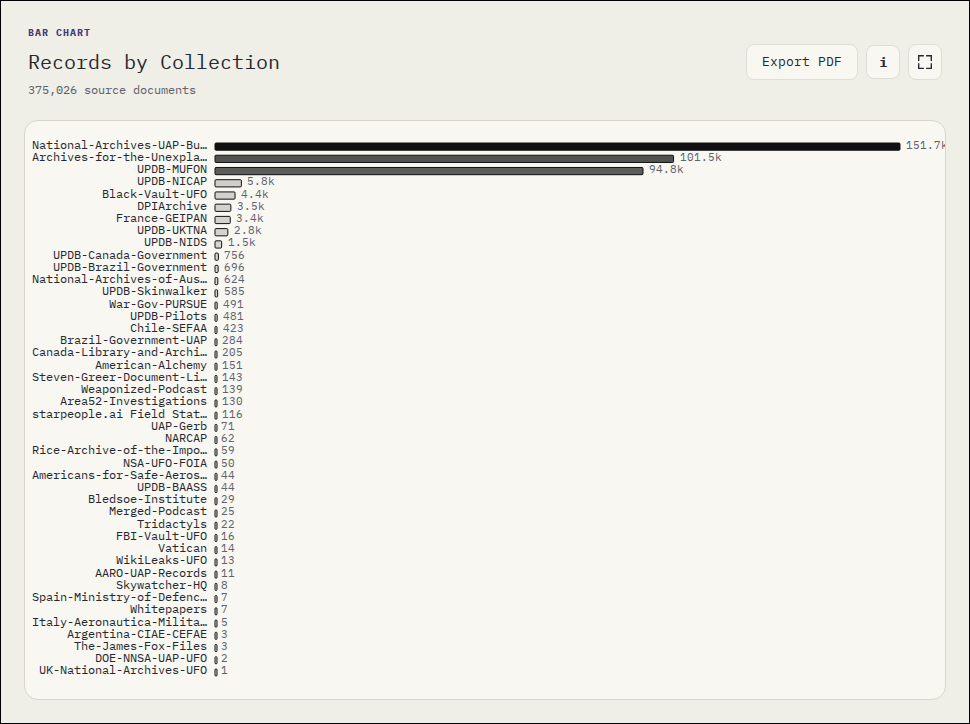 BAR CHART
Records by Collection
375,026 source documents
Export PDF
i
National-Archives-UAP-Bu… 151.7k
Archives-for-the-Unexpla… 101.5k
UPDB-MUFON 94.8k
UPDB-NICAP 5.8k
Black-Vault-UFO 4.4k
DPIArchive 3.5k
France-GEIPAN 3.4k
UPDB-UKTNA 2.8k
UPDB-NIDS 1.5k
UPDB-Canada-Government 756
UPDB-Brazil-Government 696
National-Archives-of-Aus… 624
UPDB-Skinwalker 585
War-Gov-PURSUE 491
UPDB-Pilots 481
Chile-SEFAA 423
Brazil-Government-UAP 284
Canada-Library-and-Archi… 205
American-Alchemy 151
Steven-Greer-Document-Li… 143
Weaponized-Podcast 139
Area52-Investigations 130
starpeople.ai Field Stat… 116
UAP-Gerb 71
NARCAP 62
Rice-Archive-of-the-Impo… 59
NSA-UFO-FOIA 50
Americans-for-Safe-Aeros… 44
UPDB-BAASS 44
Bledsoe-Institute 29
Merged-Podcast 25
Tridactyls 22
FBI-Vault-UFO 16
Vatican 14
WikiLeaks-UFO 13
AARO-UAP-Records 11
Skywatcher-HQ 8
Spain-Ministry-of-Defenc… 7
Whitepapers 7
Italy-Aeronautica-Milita… 5
Argentina-CIAE-CEFAE 3
The-James-Fox-Files 3
DOE-NNSA-UAP-UFO 2
UK-National-Archives-UFO 1